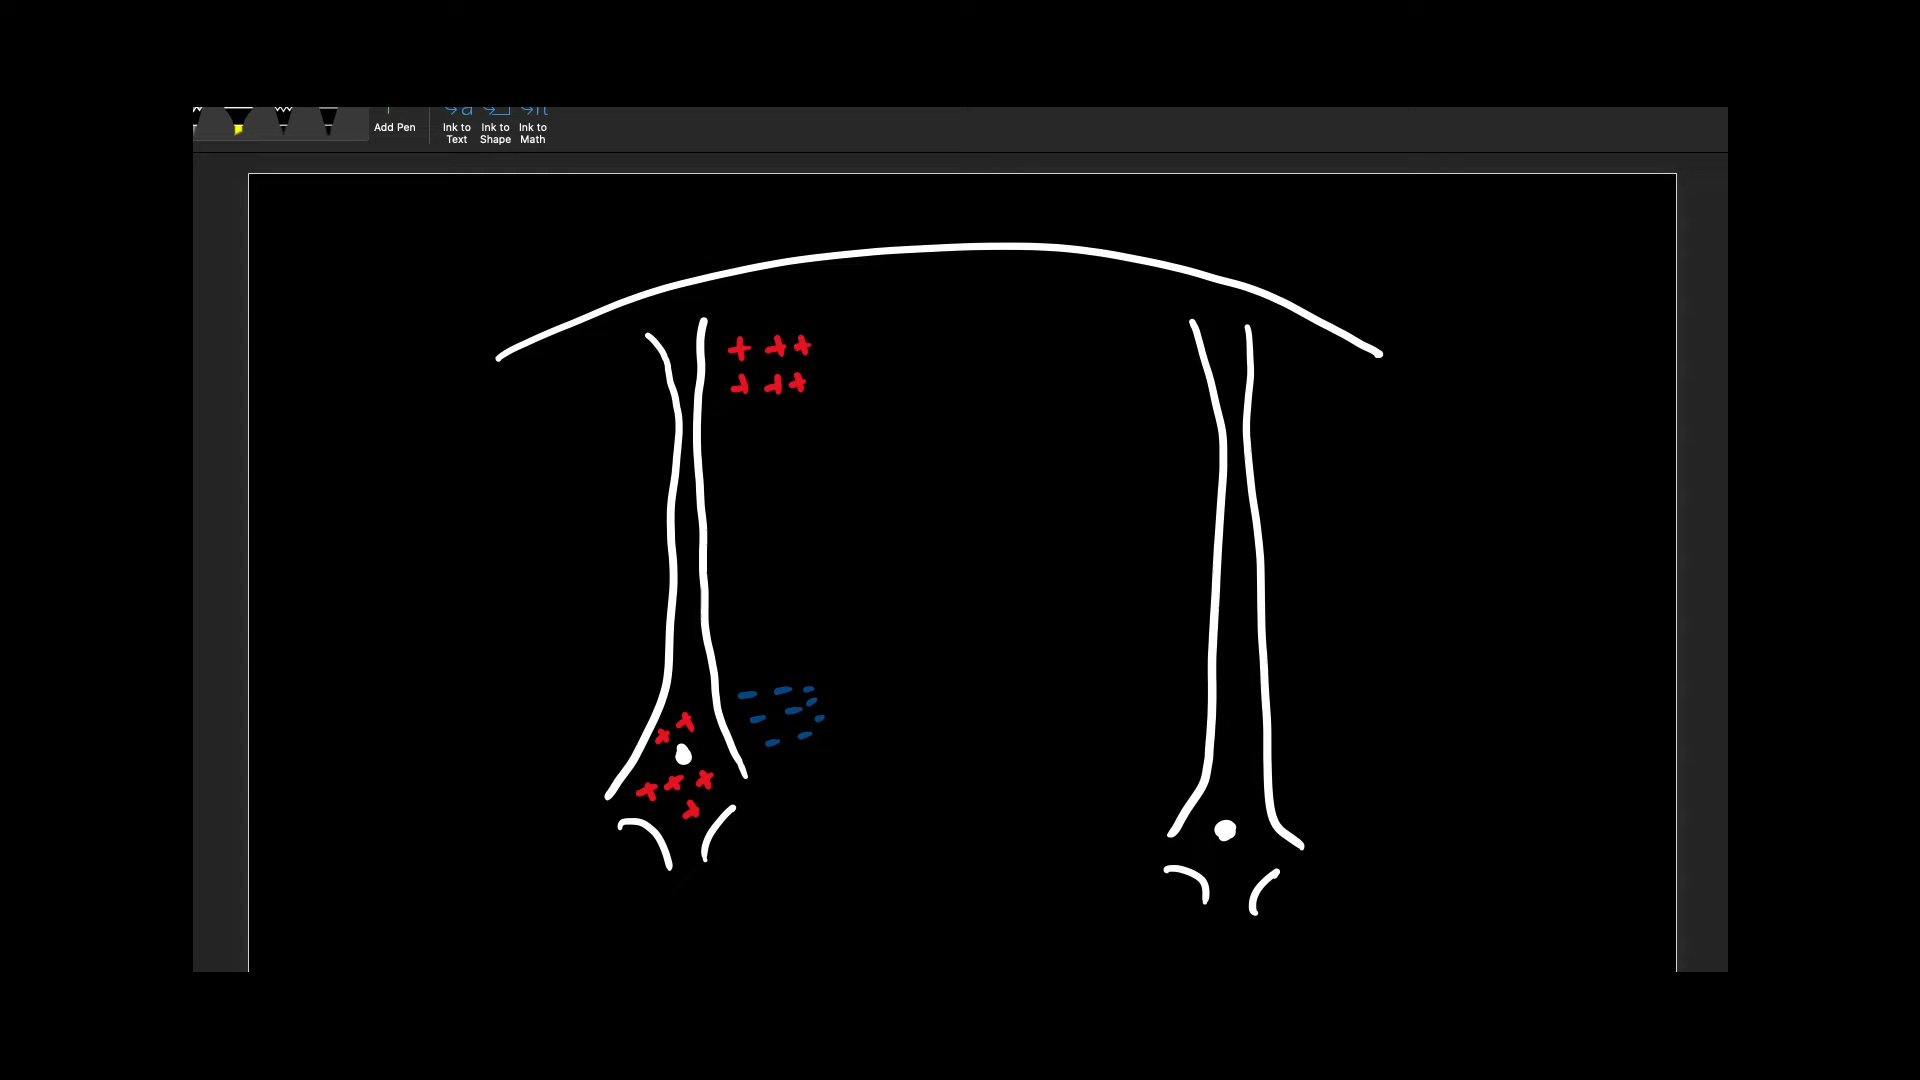 Add Pen
Ink to Text
Ink to Shape
Ink to Math